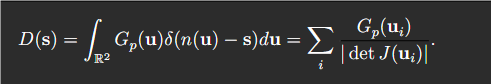 D(𝐬) = ∫_{ℝ²} G_p(𝐮)δ(n(𝐮) − 𝐬)d𝐮 = ∑_i G_p(𝐮_i) / |det J(𝐮_i)|.